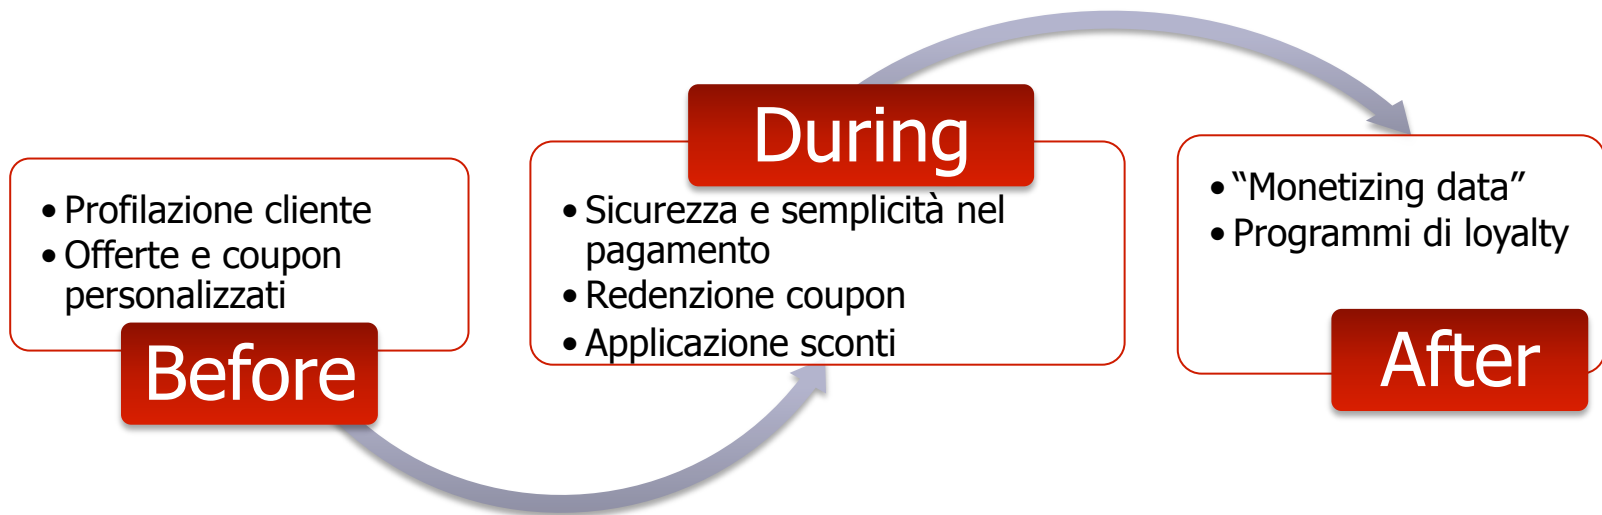 • Profilazione cliente
• Offerte e coupon
personalizzati
Before
During
• Sicurezza e semplicità nel
pagamento
• Redenzione coupon
• Applicazione sconti
• “Monetizing data”
• Programmi di loyalty
After